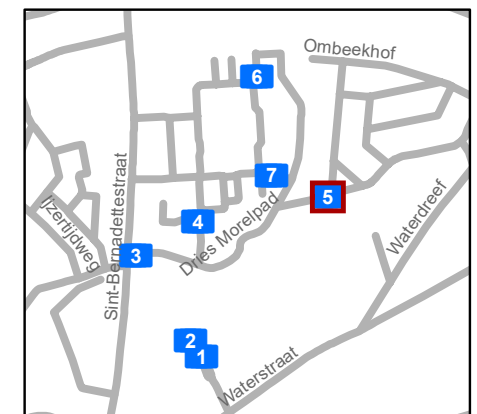 Ombeekhof
6
7
5
4
Dries Morelpad
Waterdreef
Ijzertijdweg
Sint-Bernadettestraat
3
2
1
Waterstraat